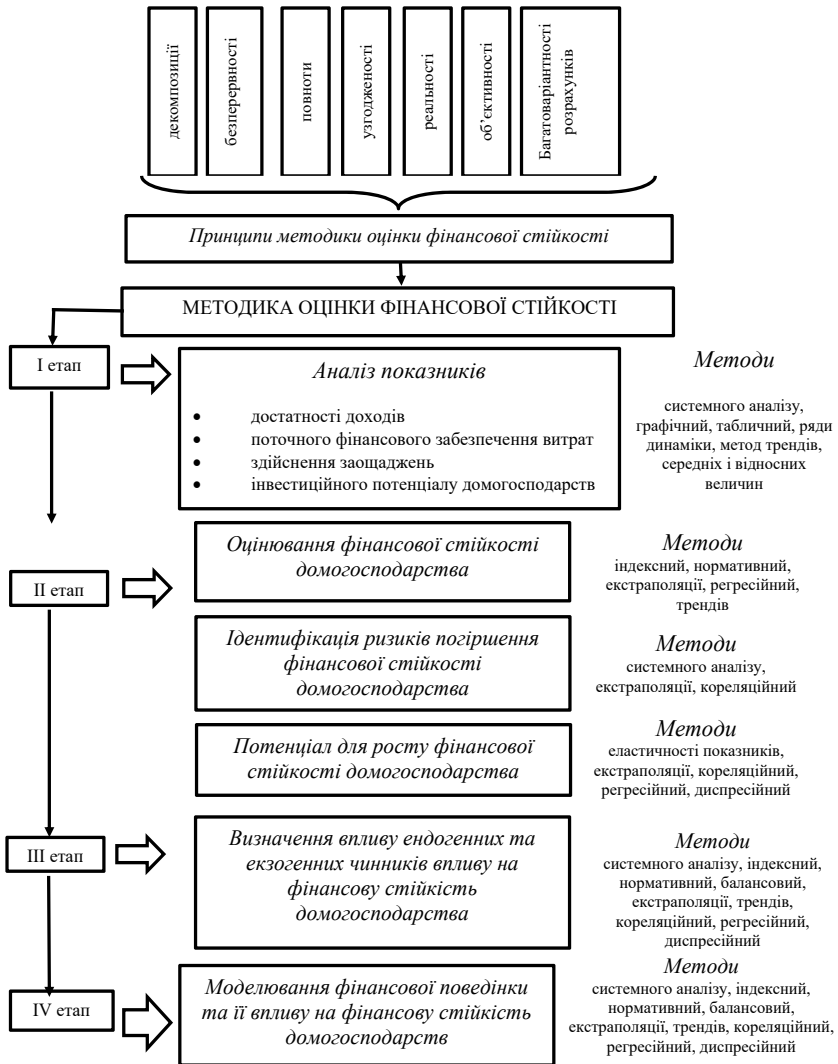 декомпозиції
безперервності
повноти
узгодженості
реальності
об’єктивності
Багатоваріантності
розрахунків
Принципи методики оцінки фінансової стійкості
МЕТОДИКА ОЦІНКИ ФІНАНСОВОЇ СТІЙКОСТІ
І етап
Аналіз показників
• достатності доходів
• поточного фінансового забезпечення витрат
• здійснення заощаджень
• інвестиційного потенціалу домогосподарств
Методи
системного аналізу,
графічний, табличний, ряди
динаміки, метод трендів,
середніх і відносних
величин
ІІ етап
Оцінювання фінансової стійкості
домогосподарства
Методи
індексний, нормативний,
екстраполяції, регресійний,
трендів
Ідентифікація ризиків погіршення
фінансової стійкості
домогосподарства
Методи
системного аналізу,
екстраполяції, кореляційний
Потенціал для росту фінансової
стійкості домогосподарства
Методи
еластичності показників,
екстраполяції, кореляційний,
регресійний, диспресійний
ІІІ етап
Визначення впливу ендогенних та
екзогенних чинників впливу на
фінансову стійкість
домогосподарства
Методи
системного аналізу, індексний,
нормативний, балансовий,
екстраполяції, трендів,
кореляційний, регресійний,
диспресійний
IV етап
Моделювання фінансової поведінки
та її впливу на фінансову стійкість
домогосподарств
Методи
системного аналізу, індексний,
нормативний, балансовий,
екстраполяції, трендів, кореляційний,
регресійний, диспресійний